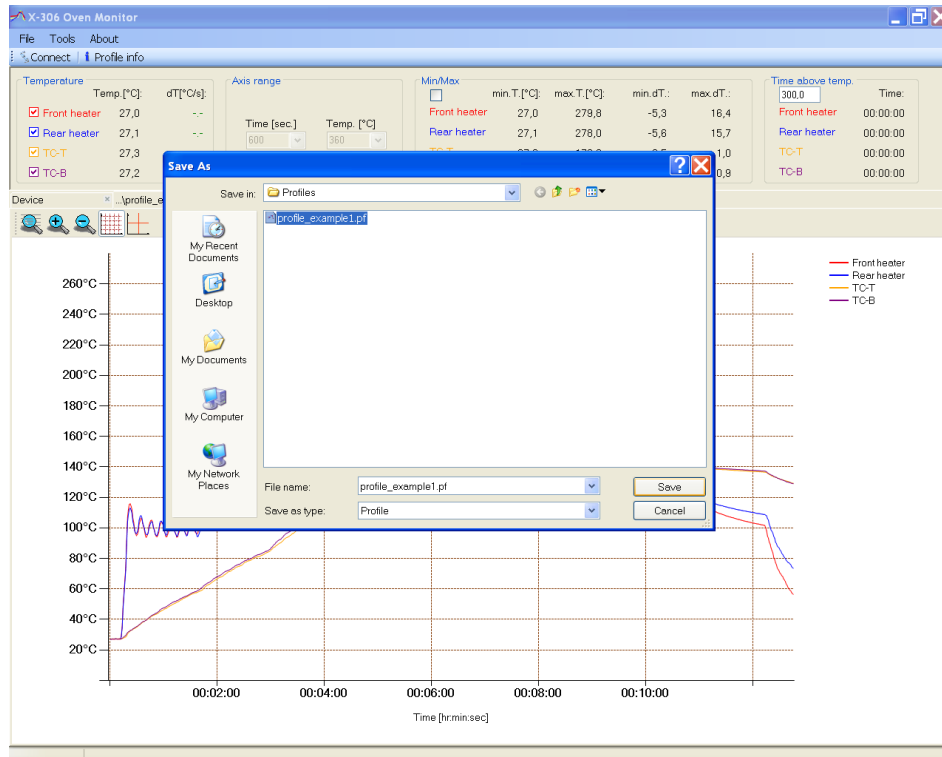 X-306 Oven Monitor
File Tools About
Connect Profile info
Temperature
Temp.[°C]: dT[°C/s]:
Front heater 27,0 -.-
Rear heater 27,1 -.-
TC-T 27,3
TC-B 27,2
Axis range
Time [sec.] Temp. [°C]
600 360
Min/Max
min.T.[°C]: max.T.[°C]: min.dT.: max.dT.:
Front heater 27,0 279,8 -5,3 16,4
Rear heater 27,1 278,0 -5,6 15,7
TC-T 1,0
0,8
Time above temp.
300,0 Time:
Front heater 00:00:00
Rear heater 00:00:00
TC-T 00:00:00
TC-B 00:00:00
Device × ...\profile_e
Save As
Save in: Profiles
profile_example1.pf
My Recent
Documents
Desktop
My Documents
My Computer
My Network
Places
File name: profile_example1.pf Save
Save as type: Profile Cancel
Front heater
Rear heater
TC-T
TC-B
260°C
240°C
220°C
200°C
180°C
160°C
140°C
120°C
100°C
80°C
60°C
40°C
20°C
00:02:00 00:04:00 00:06:00 00:08:00 00:10:00
Time [hr:min:sec]